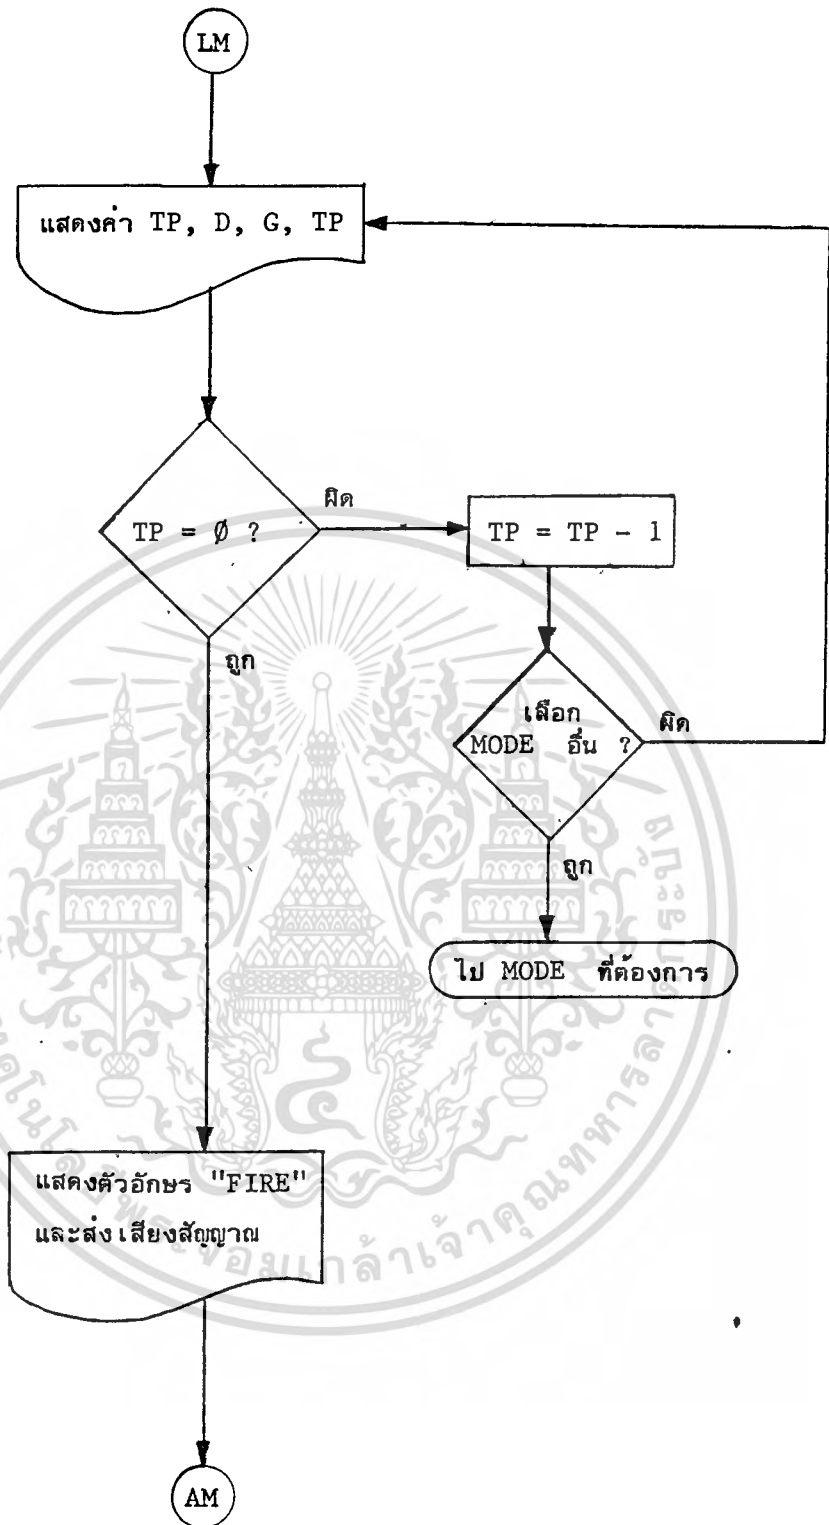 LM
แสดงค่า TP, D, G, TP
TP = Ø ?
ผิด
TP = TP - 1
ถูก
เลือก
MODE อื่น ?
ผิด
ถูก
ไป MODE ที่ต้องการ
แสดงตัวอักษร "FIRE"
และส่งเสียงสัญญาณ
AM